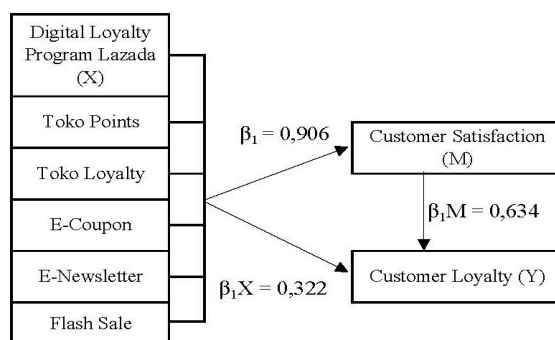 Digital Loyalty
Program Lazada
(X)
Toko Points
Toko Loyalty
E-Coupon
E-Newsletter
Flash Sale
β₁ = 0,906
β₁X = 0,322
Customer Satisfaction
(M)
β₁M = 0,634
Customer Loyalty (Y)